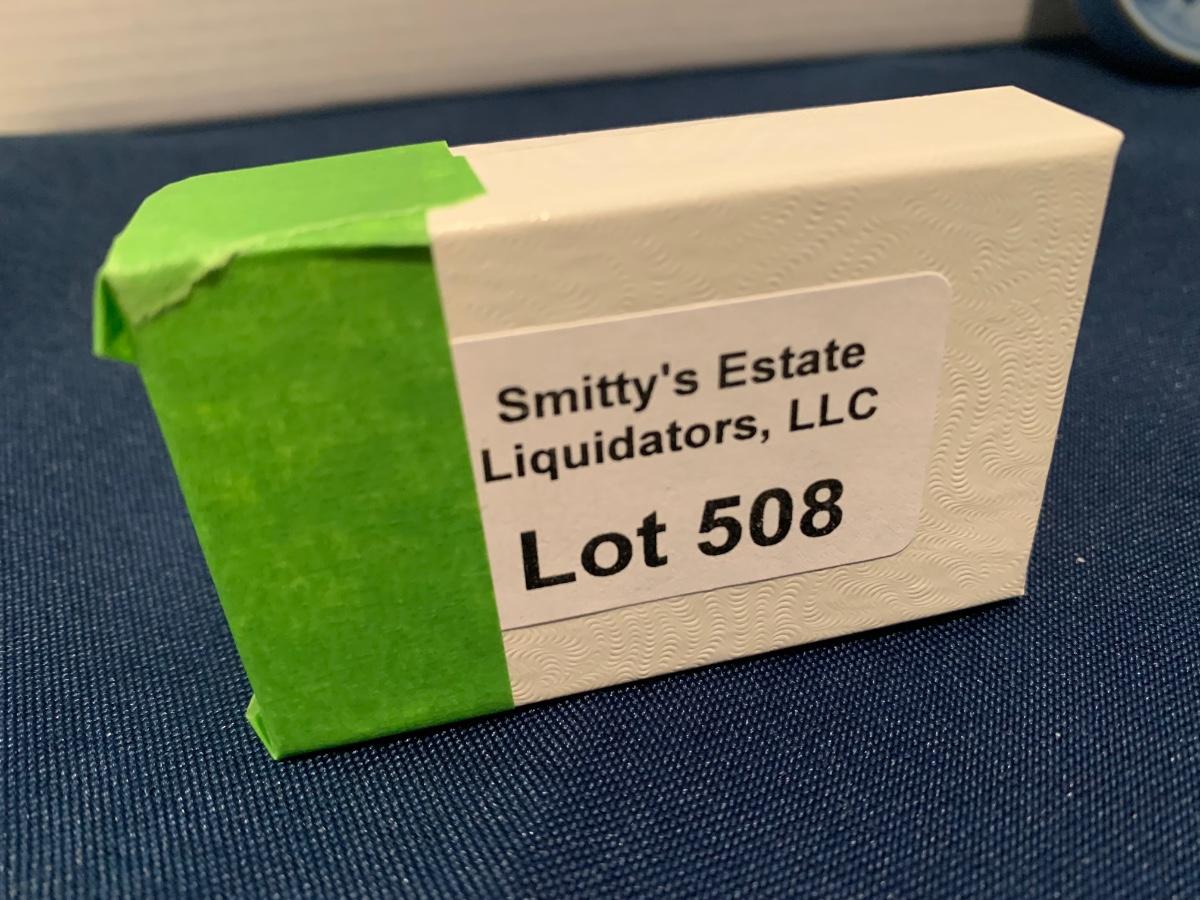 Smitty's Estate
Liquidators, LLC
Lot 508